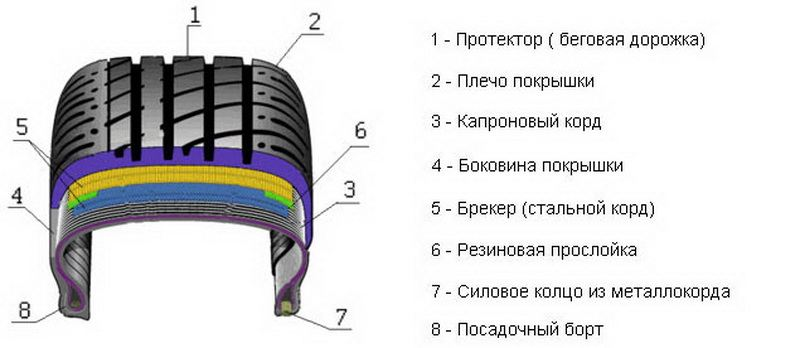 1
2
5
6
4
3
8
7
1 - Протектор ( беговая дорожка)
2 - Плечо покрышки
3 - Капроновый корд
4 - Боковина покрышки
5 - Брекер (стальной корд)
6 - Резиновая прослойка
7 - Силовое колцо из металлокорда
8 - Посадочный борт